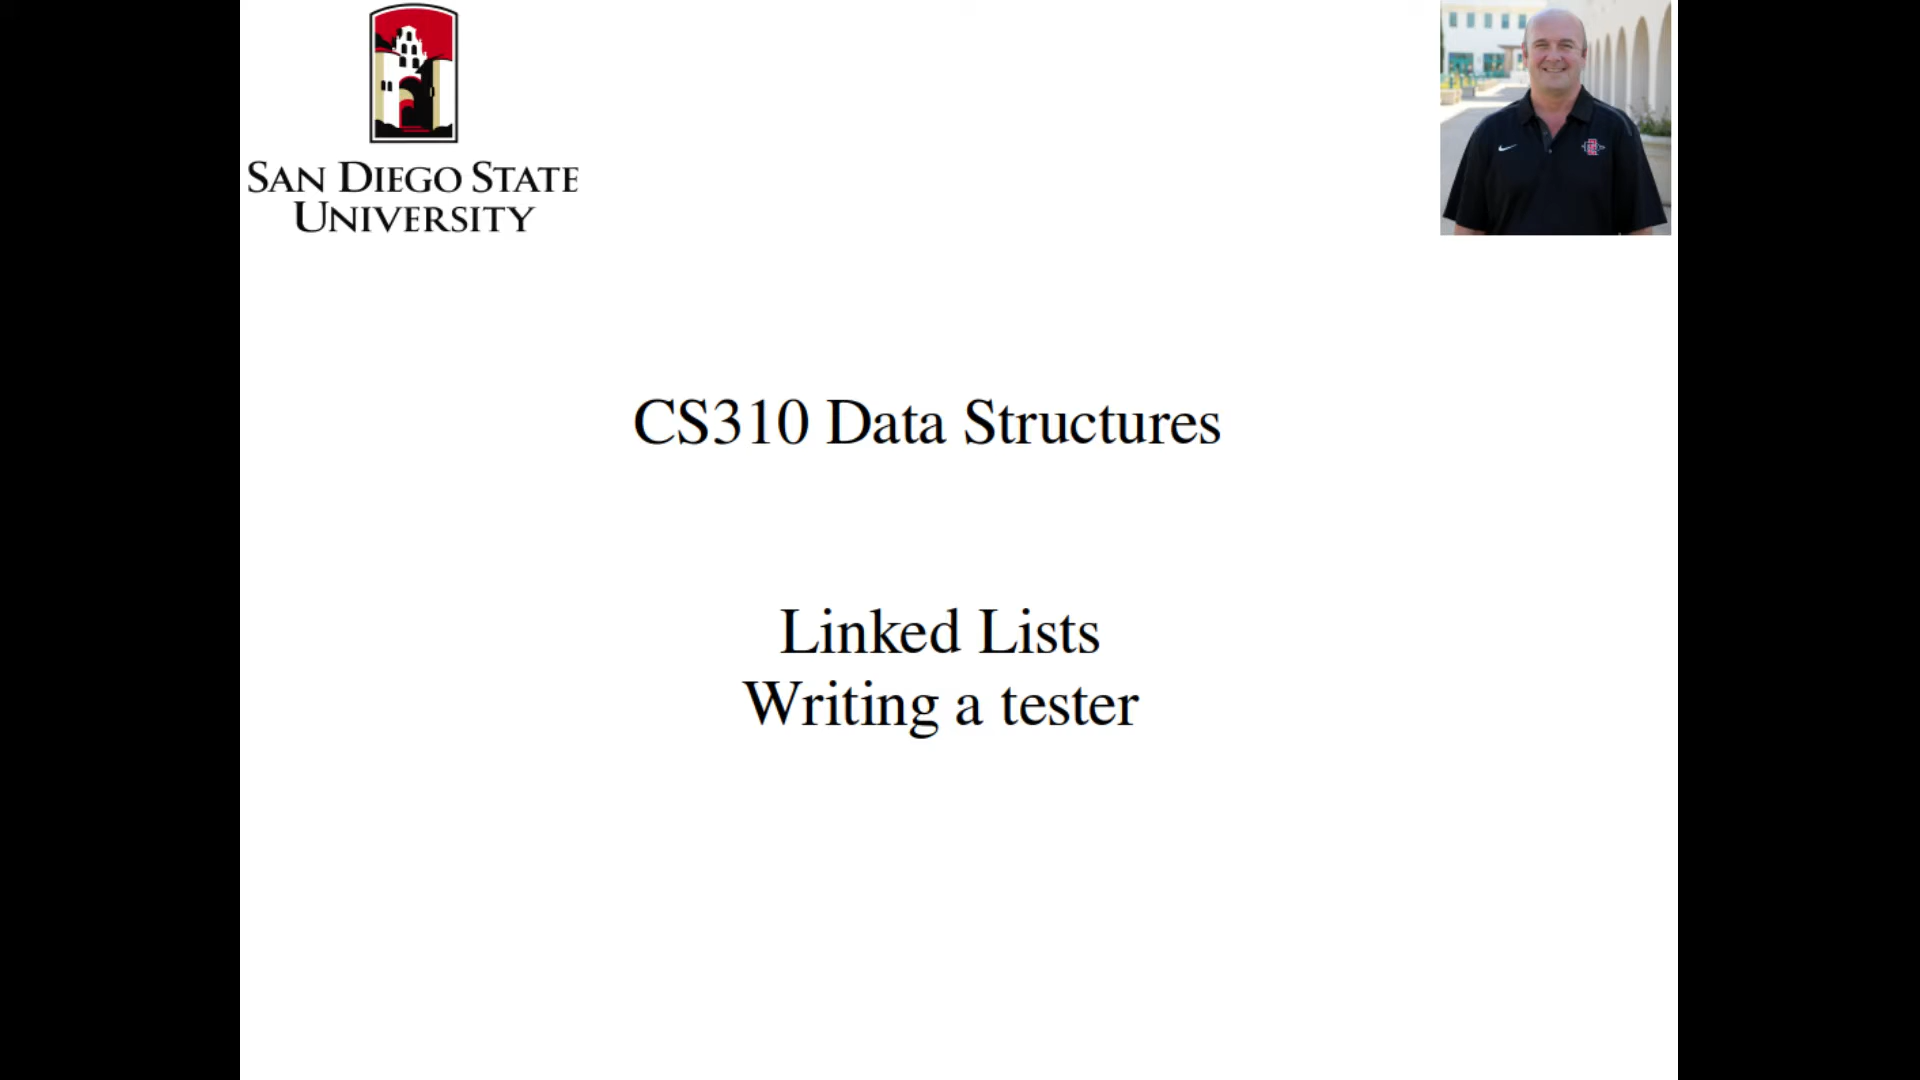 SAN DIEGO STATE
UNIVERSITY
CS310 Data Structures
Linked Lists
Writing a tester